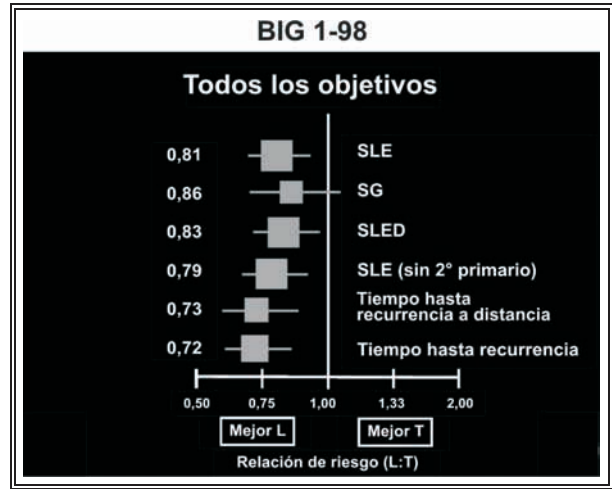 BIG 1-98
Todos los objetivos
0,81 SLE
0,86 SG
0,83 SLED
0,79 SLE (sin 2° primario)
0,73 Tiempo hasta
recurrencia a distancia
0,72 Tiempo hasta recurrencia
0,50 0,75 1,00 1,33 2,00
Mejor L Mejor T
Relación de riesgo (L:T)